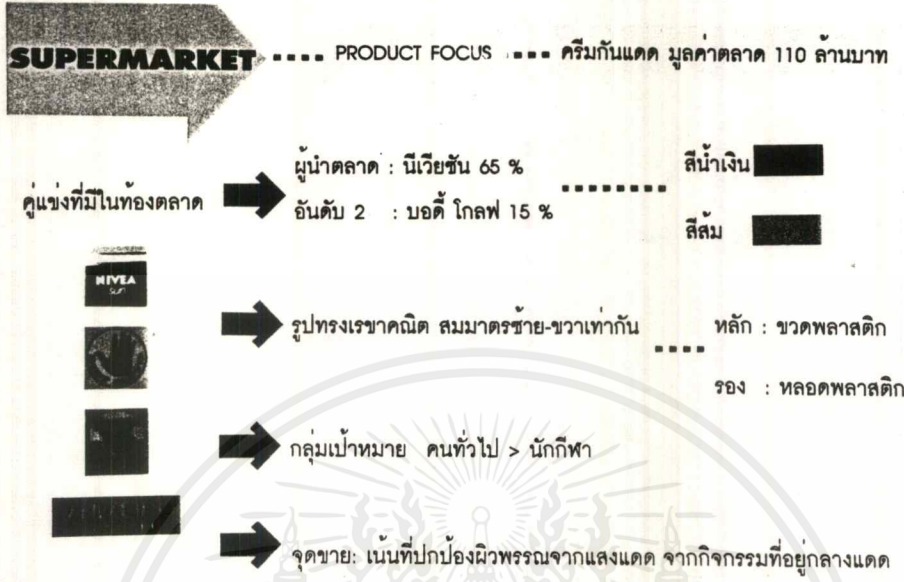 SUPERMARKET PRODUCT FOCUS ครีมกันแดด มูลค่าตลาด 110 ล้านบาท
คู่แข่งที่มีในท้องตลาด
ผู้นำตลาด : นีเวียซัน 65 %
อันดับ 2 : บอดี้ โกลฟ 15 %
สีน้ำเงิน
สีส้ม
NIVEA
sun
รูปทรงเรขาคณิต สมมาตรซ้าย-ขวาเท่ากัน
หลัก : ขวดพลาสติก
รอง : หลอดพลาสติก
กลุ่มเป้าหมาย คนทั่วไป > นักกีฬา
จุดขาย: เน้นที่ปกป้องผิวพรรณจากแสงแดด จากกิจกรรมที่อยู่กลางแดด